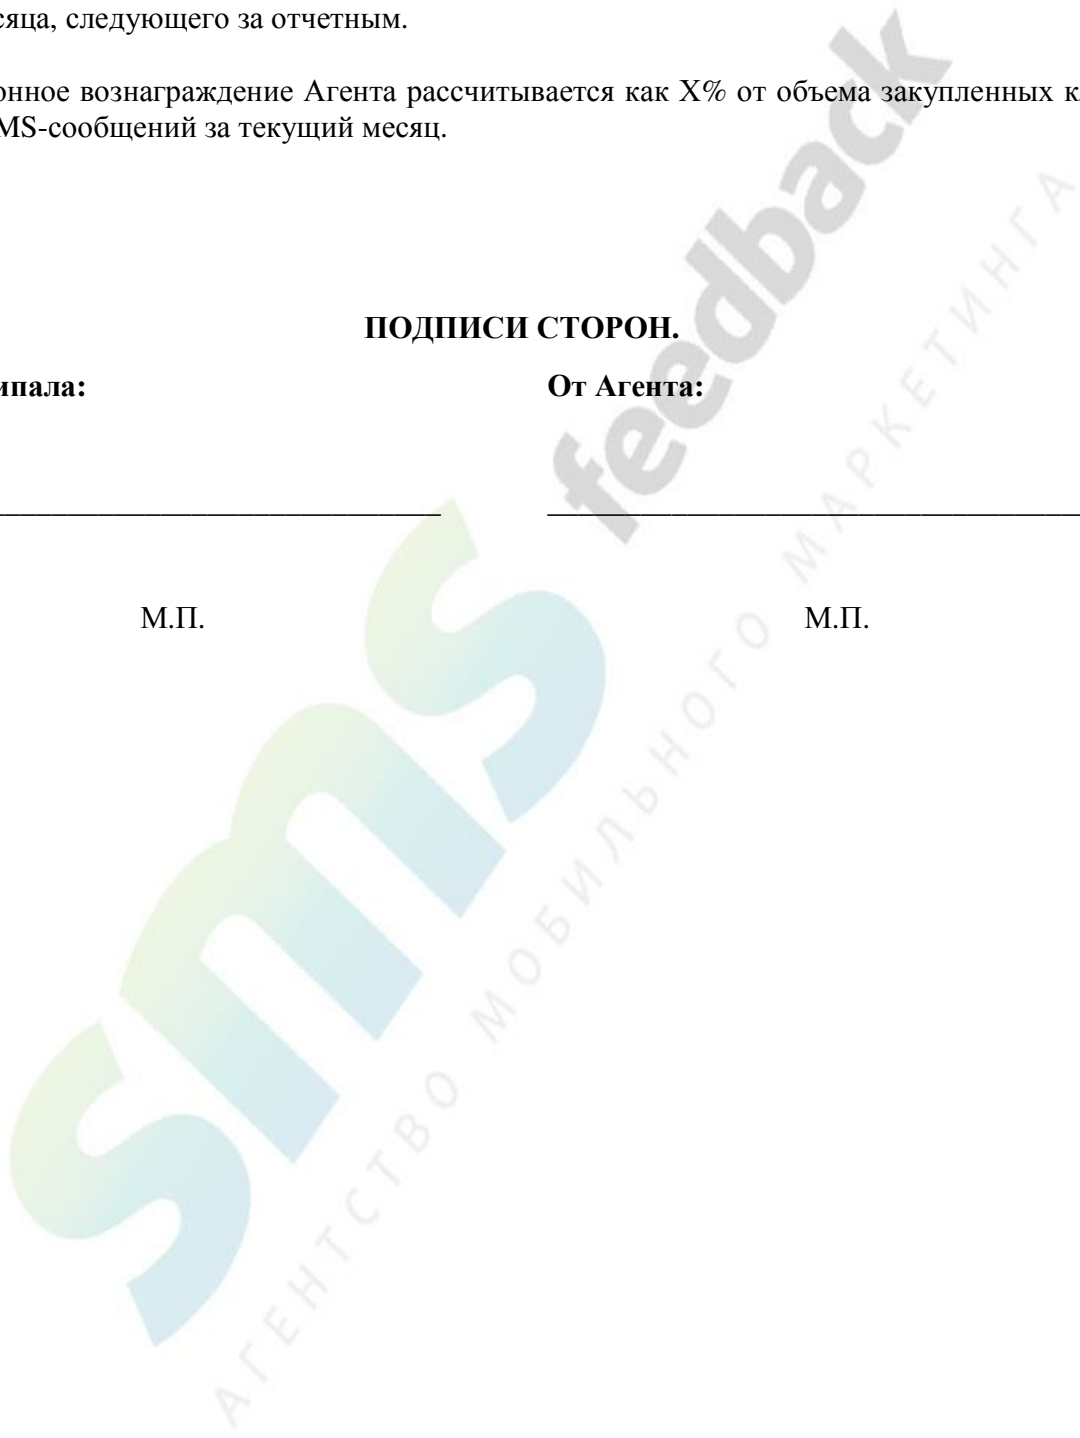 сяца, следующего за отчетным.
онное вознаграждение Агента рассчитывается как X% от объема закупленных к
MS-сообщений за текущий месяц.
ПОДПИСИ СТОРОН.
ипала: От Агента:
М.П. М.П.
sms feedback
АГЕНТСТВО МОБИЛЬНОГО МАРКЕТИНГА